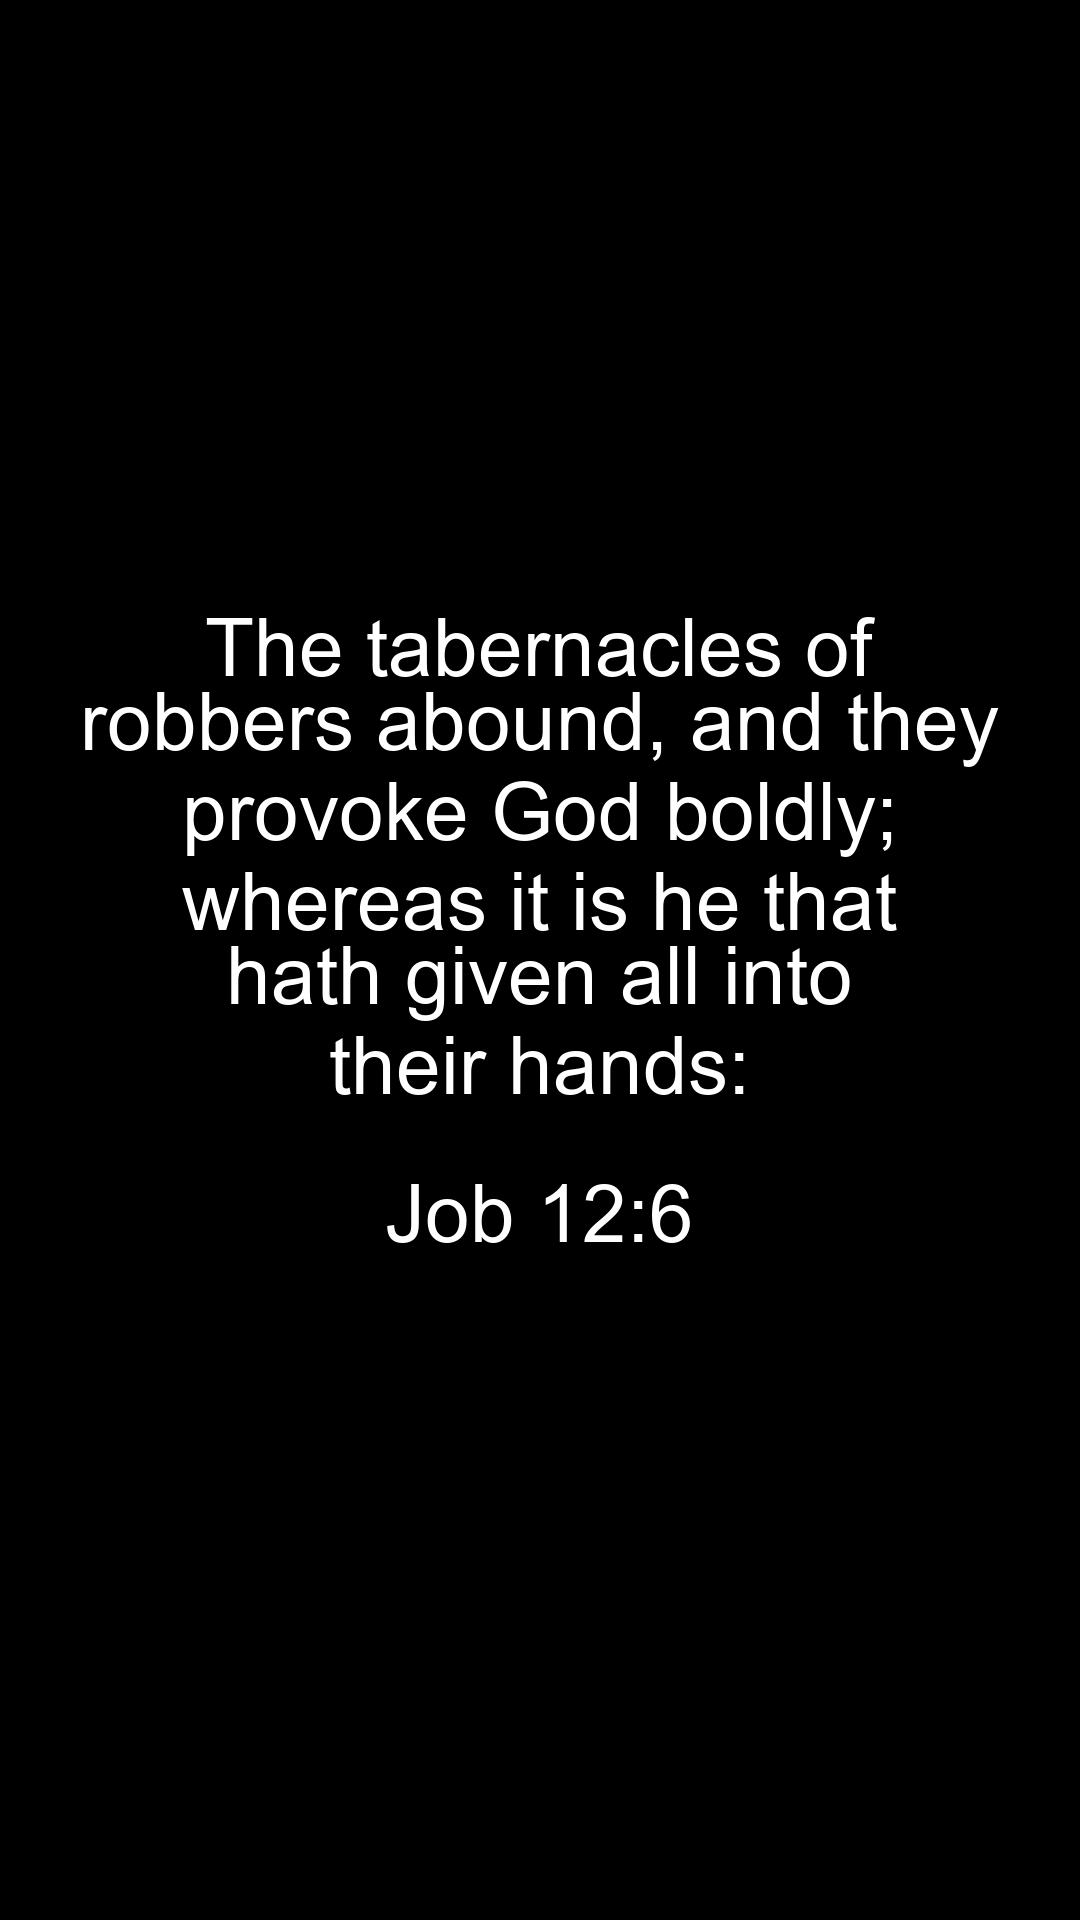 The tabernacles of
robbers abound, and they
provoke God boldly;
whereas it is he that
hath given all into
their hands:
Job 12:6